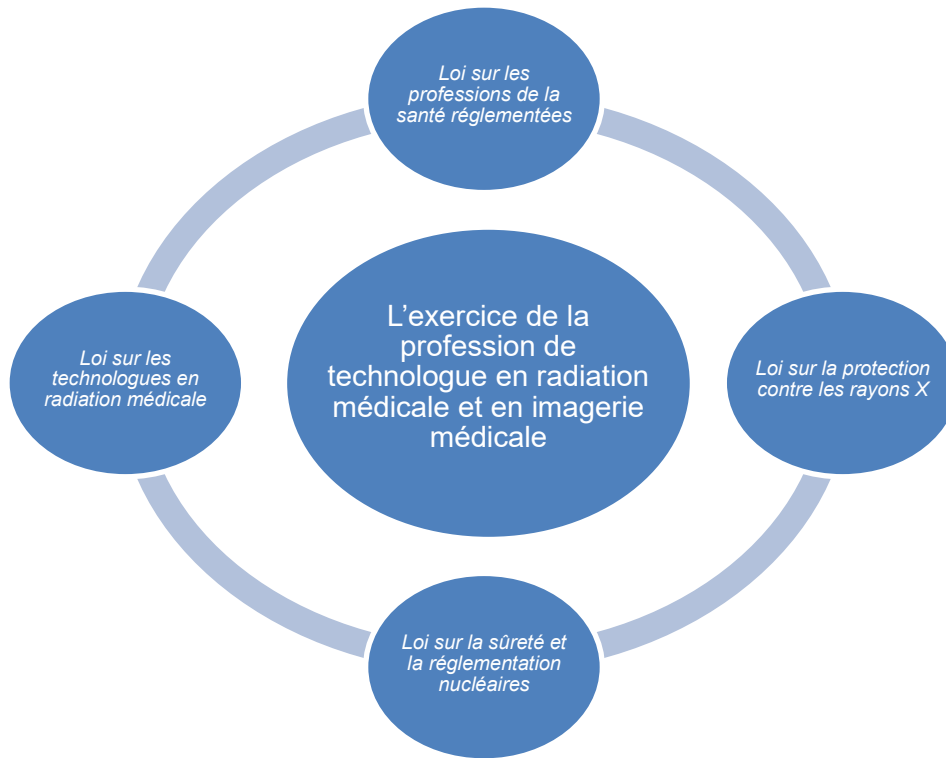 Loi sur les
professions de la
santé réglementées
L'exercice de la
profession de
technologue en radiation
médicale et en imagerie
médicale
Loi sur les
technologues en
radiation médicale
Loi sur la protection
contre les rayons X
Loi sur la sûreté et
la réglementation
nucléaires